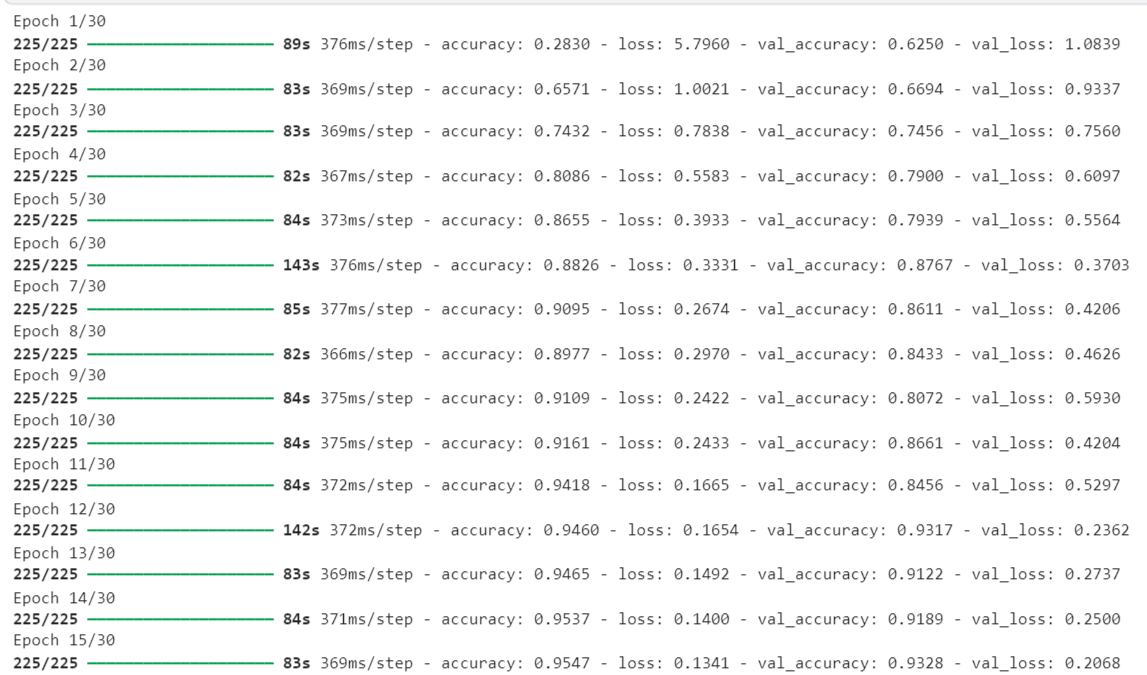 Epoch 1/30
225/225 ━━━━━━━━━━━━━━━━━━━━ 89s 376ms/step - accuracy: 0.2830 - loss: 5.7960 - val_accuracy: 0.6250 - val_loss: 1.0839
Epoch 2/30
225/225 ━━━━━━━━━━━━━━━━━━━━ 83s 369ms/step - accuracy: 0.6571 - loss: 1.0021 - val_accuracy: 0.6694 - val_loss: 0.9337
Epoch 3/30
225/225 ━━━━━━━━━━━━━━━━━━━━ 83s 369ms/step - accuracy: 0.7432 - loss: 0.7838 - val_accuracy: 0.7456 - val_loss: 0.7560
Epoch 4/30
225/225 ━━━━━━━━━━━━━━━━━━━━ 82s 367ms/step - accuracy: 0.8086 - loss: 0.5583 - val_accuracy: 0.7900 - val_loss: 0.6097
Epoch 5/30
225/225 ━━━━━━━━━━━━━━━━━━━━ 84s 373ms/step - accuracy: 0.8655 - loss: 0.3933 - val_accuracy: 0.7939 - val_loss: 0.5564
Epoch 6/30
225/225 ━━━━━━━━━━━━━━━━━━━━ 143s 376ms/step - accuracy: 0.8826 - loss: 0.3331 - val_accuracy: 0.8767 - val_loss: 0.3703
Epoch 7/30
225/225 ━━━━━━━━━━━━━━━━━━━━ 85s 377ms/step - accuracy: 0.9095 - loss: 0.2674 - val_accuracy: 0.8611 - val_loss: 0.4206
Epoch 8/30
225/225 ━━━━━━━━━━━━━━━━━━━━ 82s 366ms/step - accuracy: 0.8977 - loss: 0.2970 - val_accuracy: 0.8433 - val_loss: 0.4626
Epoch 9/30
225/225 ━━━━━━━━━━━━━━━━━━━━ 84s 375ms/step - accuracy: 0.9109 - loss: 0.2422 - val_accuracy: 0.8072 - val_loss: 0.5930
Epoch 10/30
225/225 ━━━━━━━━━━━━━━━━━━━━ 84s 375ms/step - accuracy: 0.9161 - loss: 0.2433 - val_accuracy: 0.8661 - val_loss: 0.4204
Epoch 11/30
225/225 ━━━━━━━━━━━━━━━━━━━━ 84s 372ms/step - accuracy: 0.9418 - loss: 0.1665 - val_accuracy: 0.8456 - val_loss: 0.5297
Epoch 12/30
225/225 ━━━━━━━━━━━━━━━━━━━━ 142s 372ms/step - accuracy: 0.9460 - loss: 0.1654 - val_accuracy: 0.9317 - val_loss: 0.2362
Epoch 13/30
225/225 ━━━━━━━━━━━━━━━━━━━━ 83s 369ms/step - accuracy: 0.9465 - loss: 0.1492 - val_accuracy: 0.9122 - val_loss: 0.2737
Epoch 14/30
225/225 ━━━━━━━━━━━━━━━━━━━━ 84s 371ms/step - accuracy: 0.9537 - loss: 0.1400 - val_accuracy: 0.9189 - val_loss: 0.2500
Epoch 15/30
225/225 ━━━━━━━━━━━━━━━━━━━━ 83s 369ms/step - accuracy: 0.9547 - loss: 0.1341 - val_accuracy: 0.9328 - val_loss: 0.2068